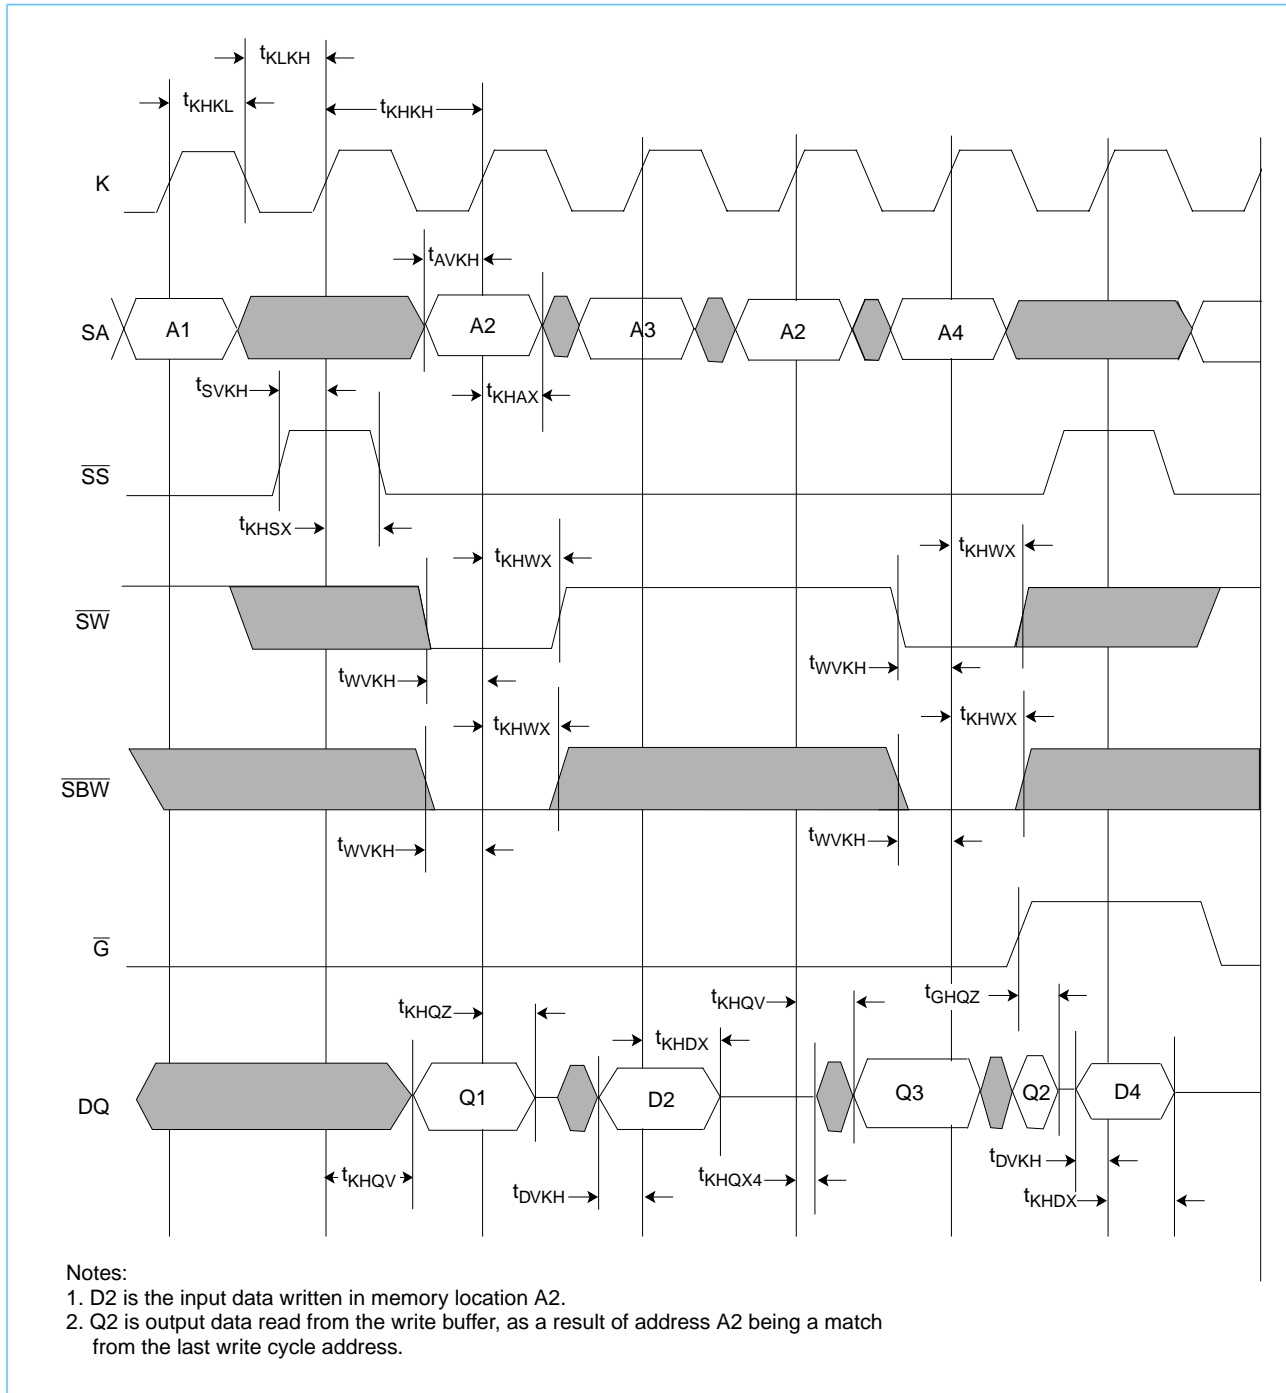 tKLKH
tKHKL
tKHKH
K
tAVKH
SA A1 A2 A3 A2 A4
tSVKH
tKHAX
SS
tKHSX
tKHWX tKHWX
SW
tWVKH tWVKH
tKHWX tKHWX
SBW
tWVKH tWVKH
G
tKHQZ tKHQV tGHQZ
tKHDX
DQ Q1 D2 Q3 Q2 D4
tKHQV tDVKH tKHQX4 tDVKH
tKHDX
Notes:
1. D2 is the input data written in memory location A2.
2. Q2 is output data read from the write buffer, as a result of address A2 being a match
from the last write cycle address.